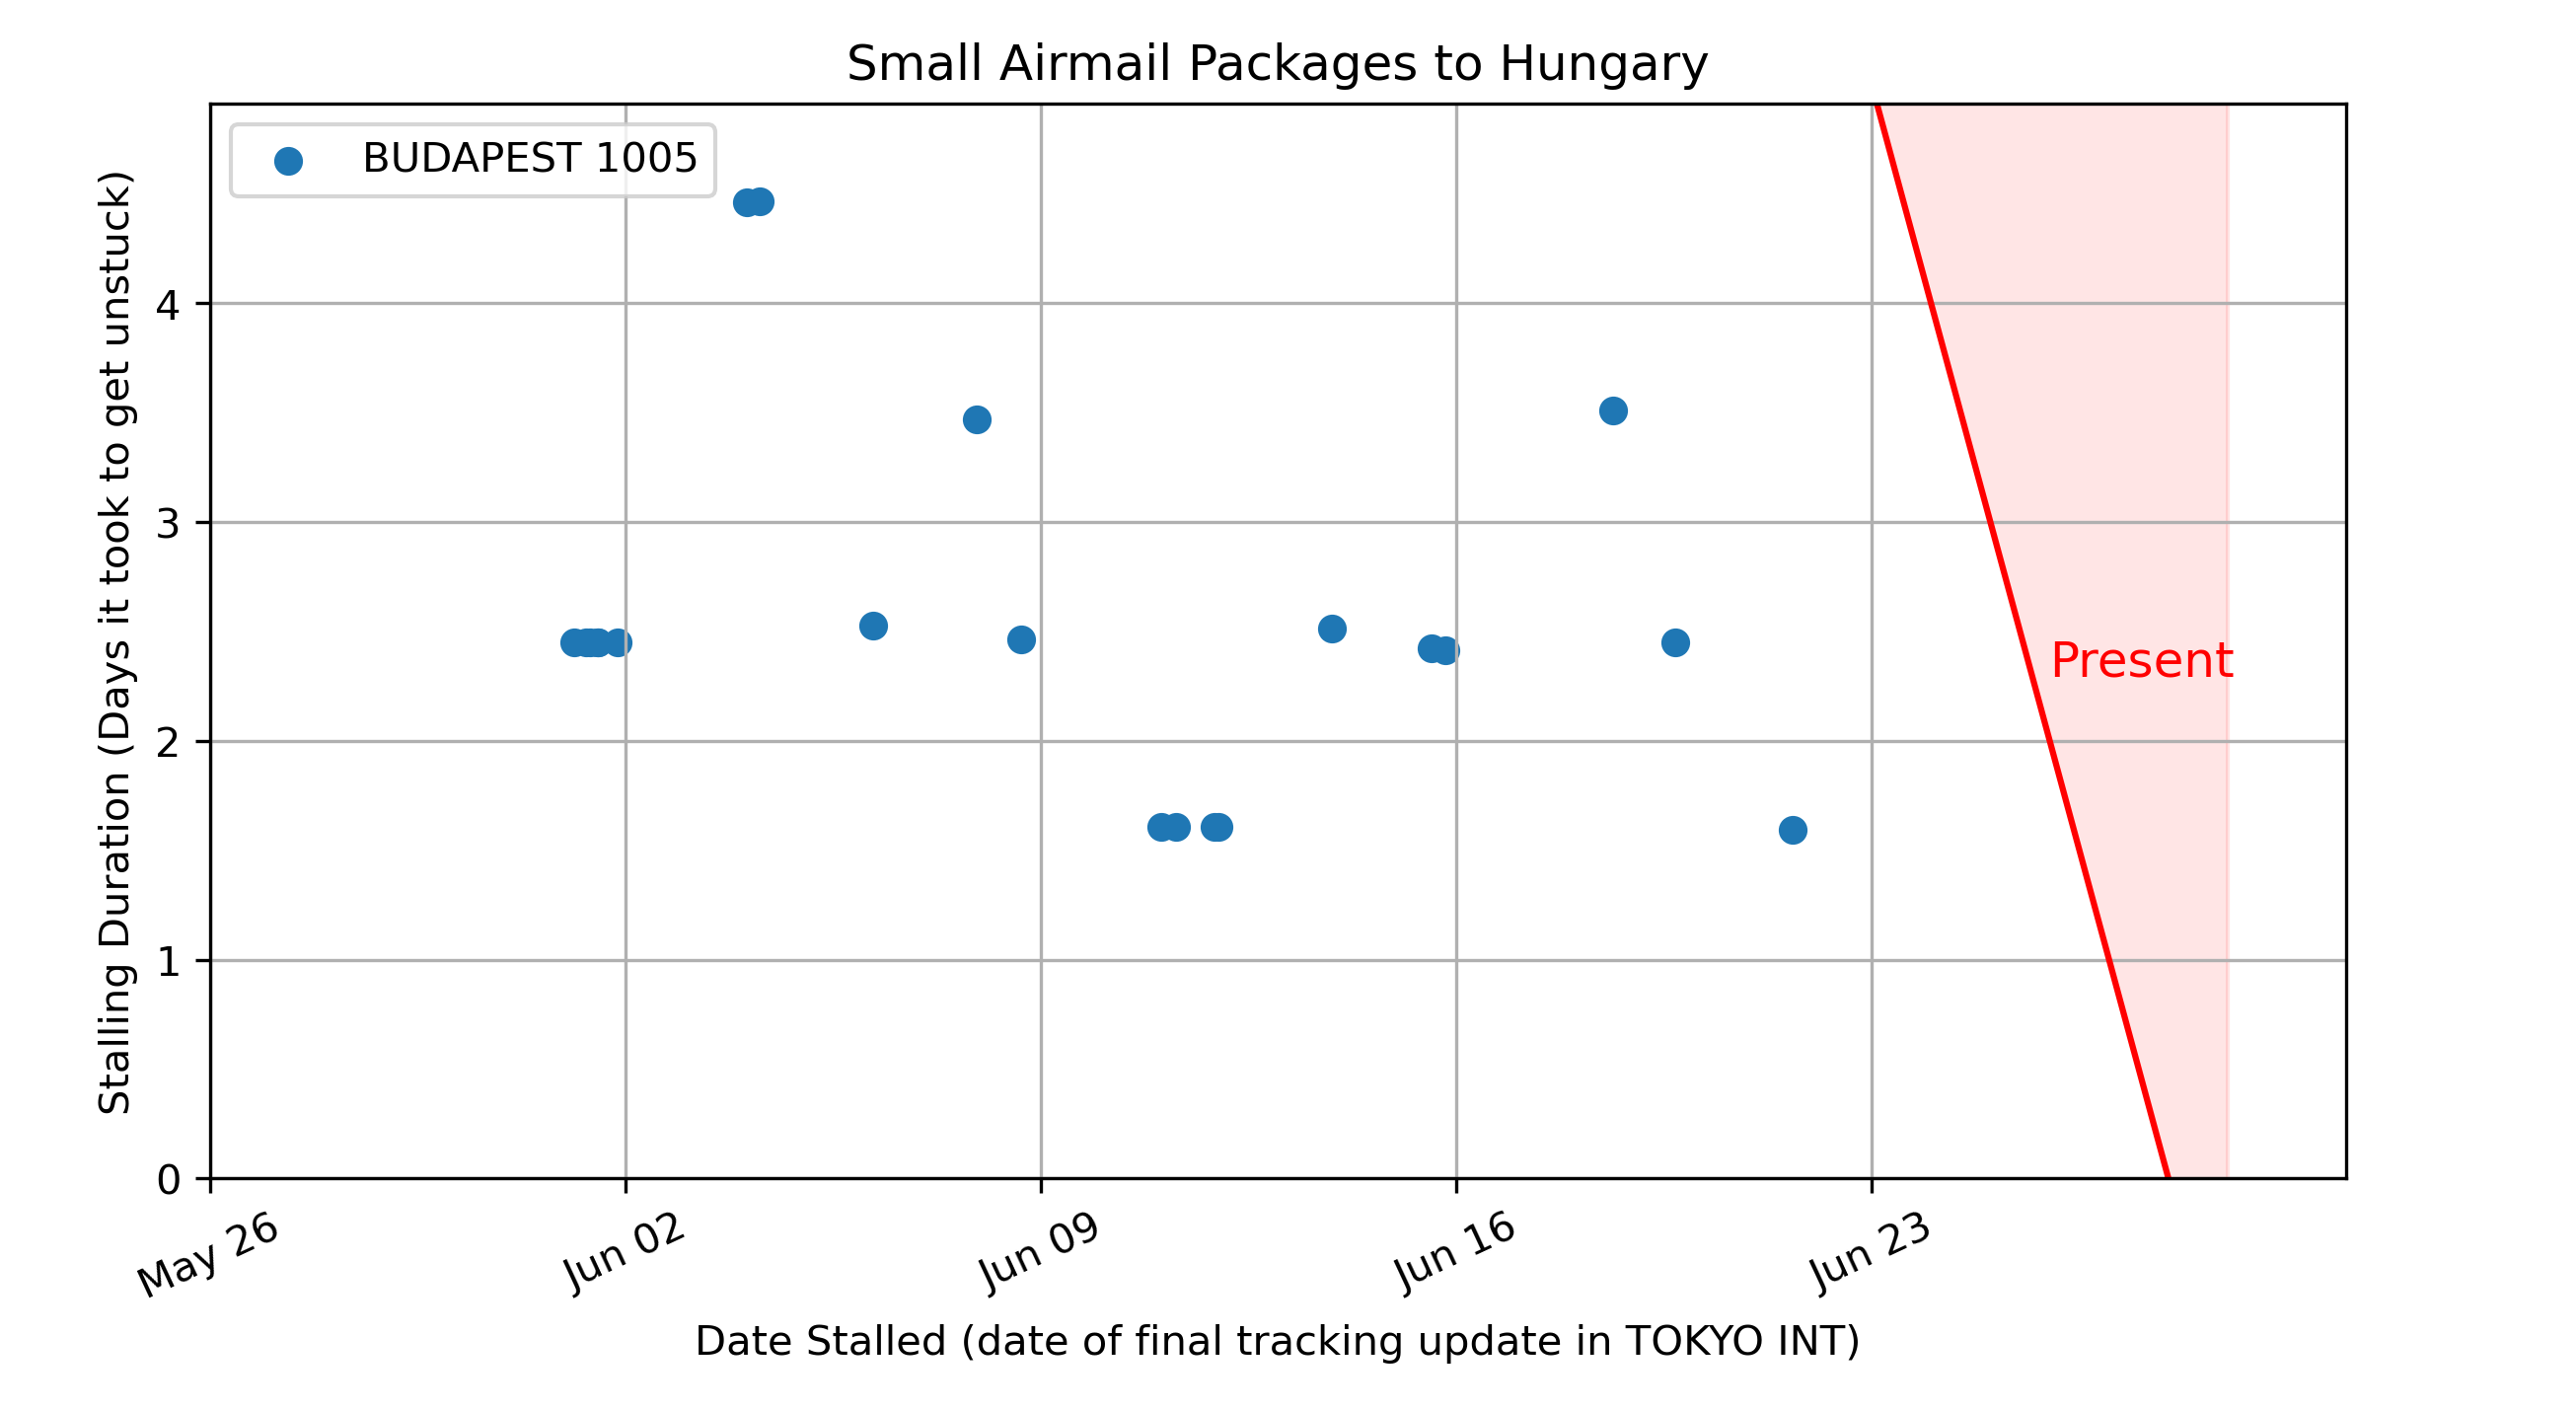 Small Airmail Packages to Hungary
BUDAPEST 1005
Stalling Duration (Days it took to get unstuck)
4
3
2
1
0
Present
May 26
Jun 02
Jun 09
Jun 16
Jun 23
Date Stalled (date of final tracking update in TOKYO INT)